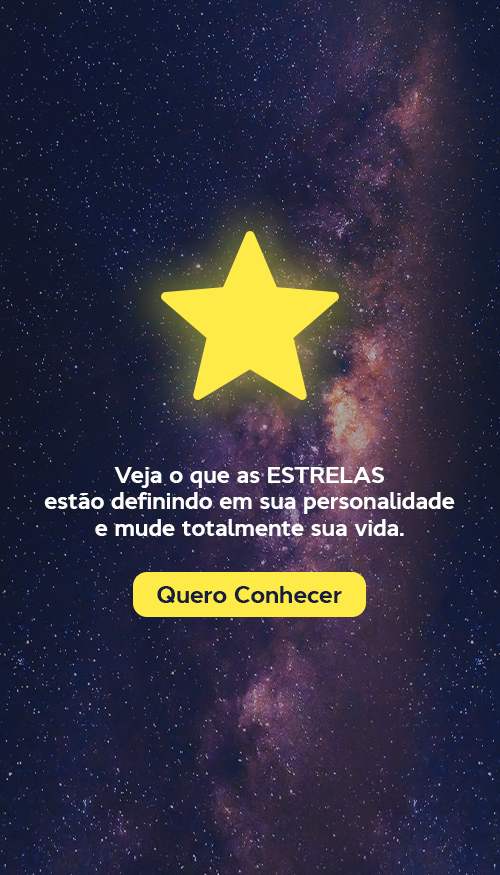 Veja o que as ESTRELAS
estão definindo em sua personalidade
e mude totalmente sua vida.
Quero Conhecer